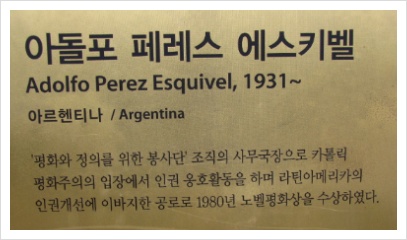 아돌포 페레스 에스키벨
Adolfo Perez Esquivel, 1931~
아르헨티나 / Argentina
'평화와 정의를 위한 봉사단' 조직의 사무국장으로 카톨릭
평화주의의 입장에서 인권 옹호활동을 하며 라틴아메리카의
인권개선에 이바지한 공로로 1980년 노벨평화상을 수상하였다.